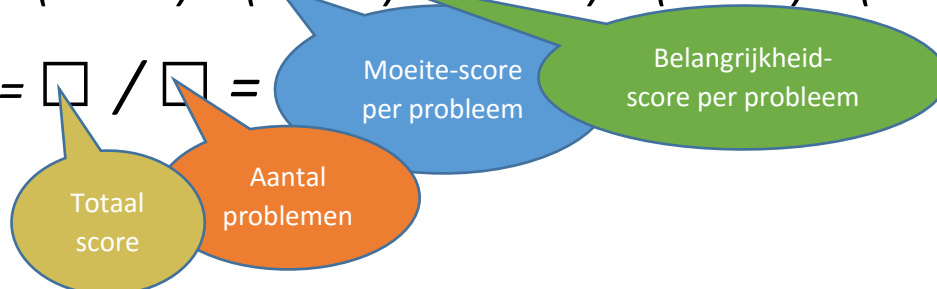 = □ / □ =
Moeite-score
per probleem
Belangrijkheid-
score per probleem
Aantal
problemen
Totaal
score